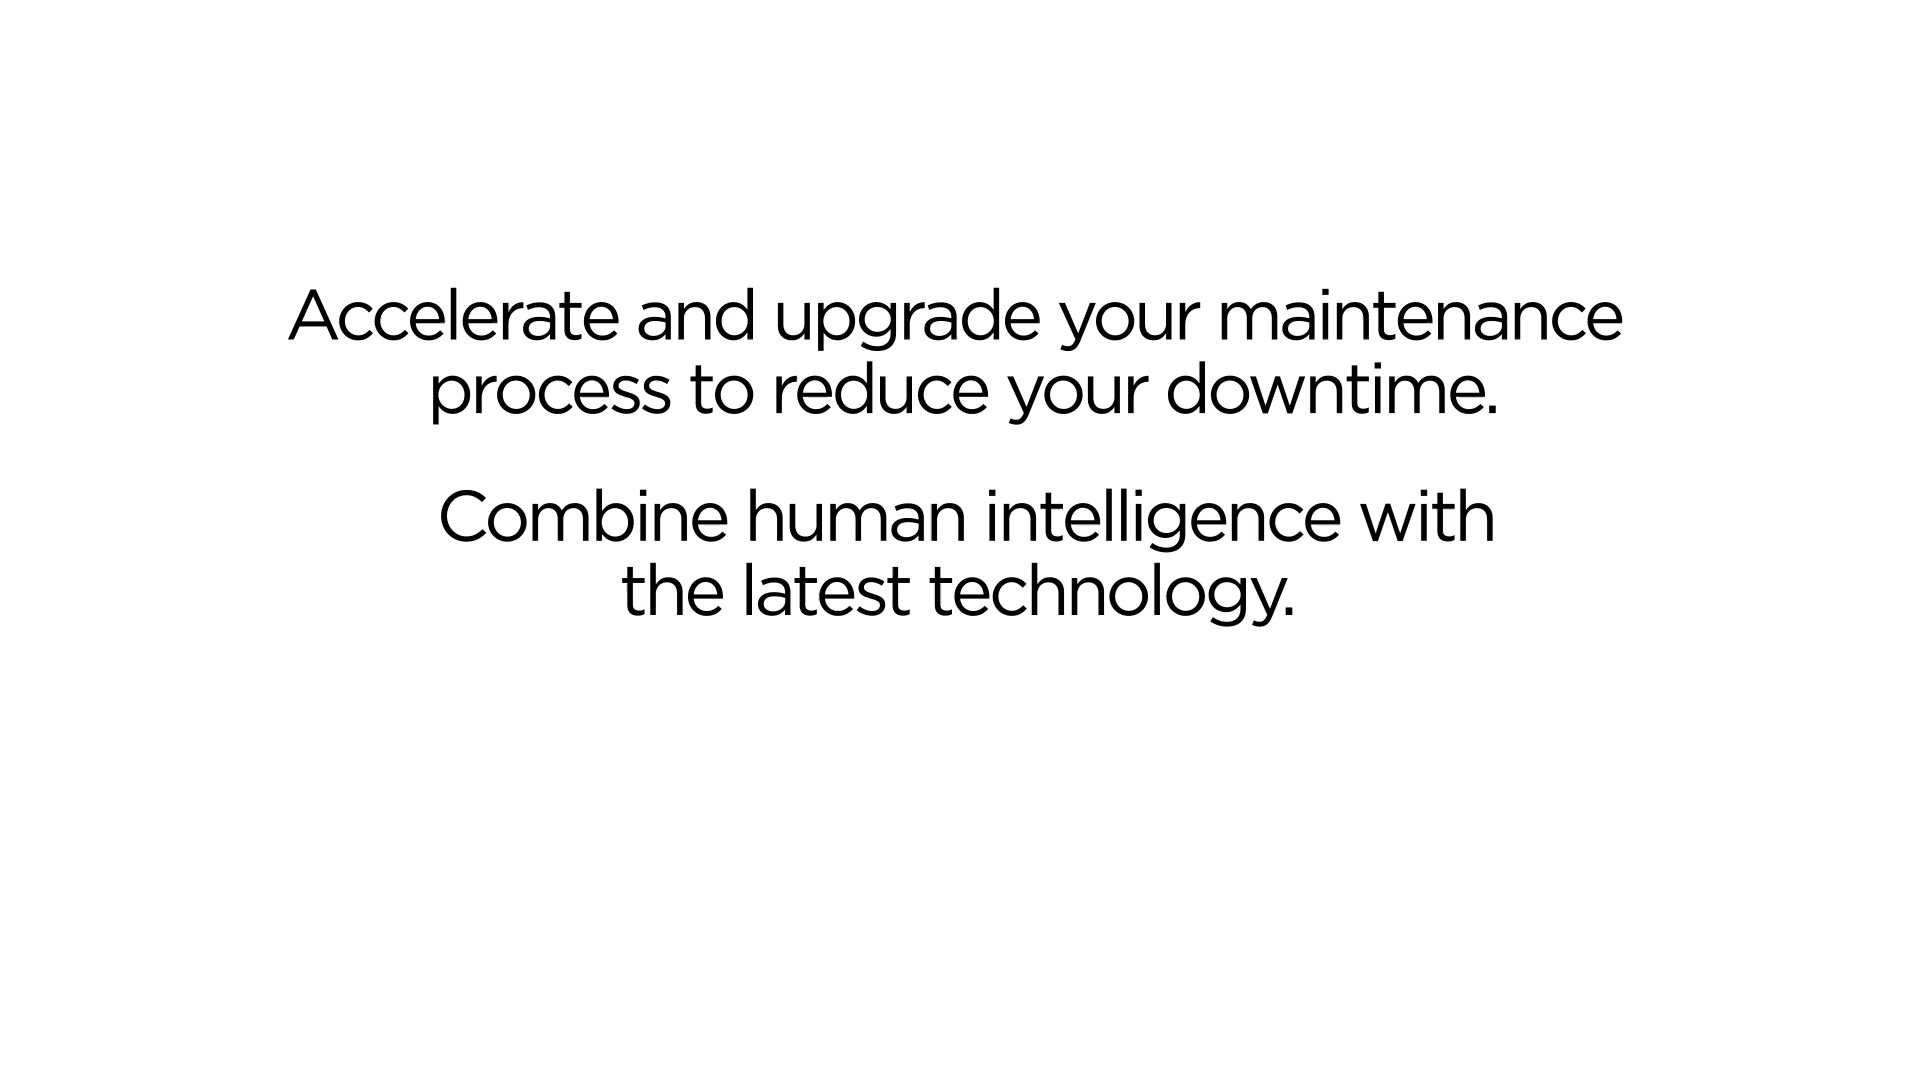 Accelerate and upgrade your maintenance
process to reduce your downtime.
Combine human intelligence with
the latest technology.